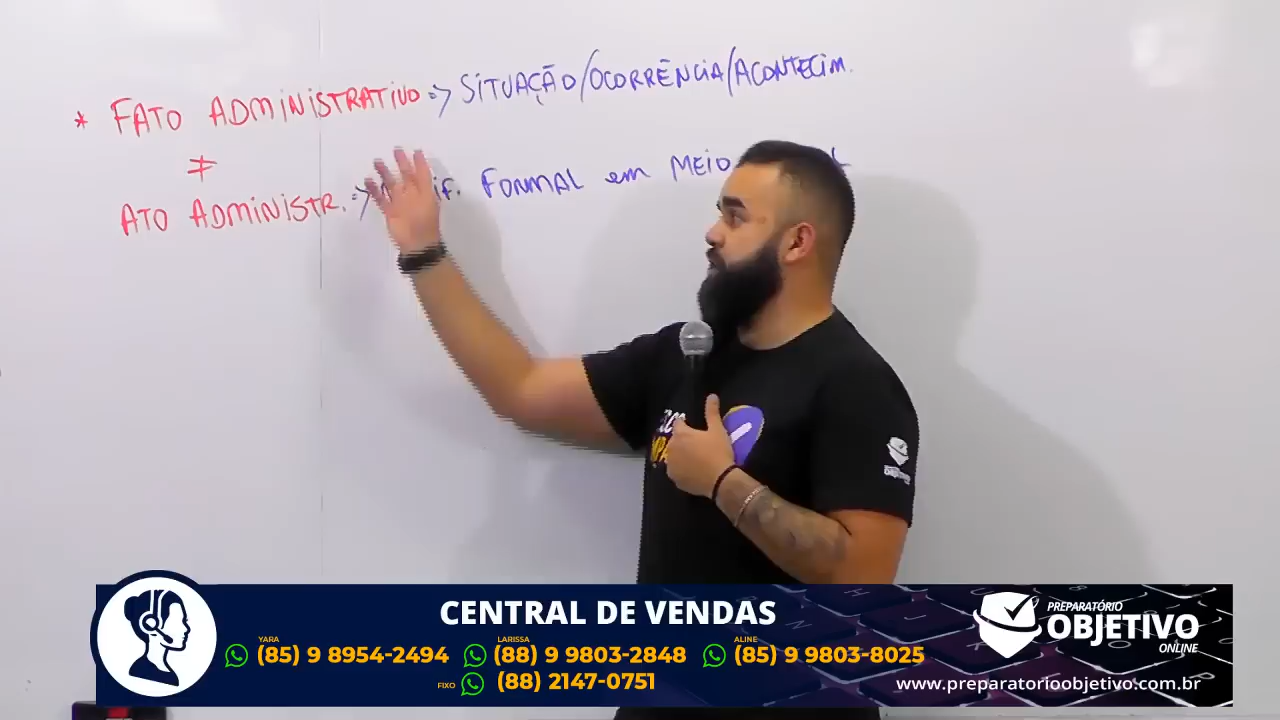 * FATO ADMINISTRATIVO => SITUAÇÃO/OCORRÊNCIA/ACONTECIM.
≠
ATO ADMINISTR. => FORMAL em MEIO
CENTRAL DE VENDAS
YARA (85) 9 8954-2494 LARISSA (88) 9 9803-2848 ALINE (85) 9 9803-8025
FIXO (88) 2147-0751
PREPARATÓRIO
OBJETIVO
ONLINE
www.preparatorioobjetivo.com.br